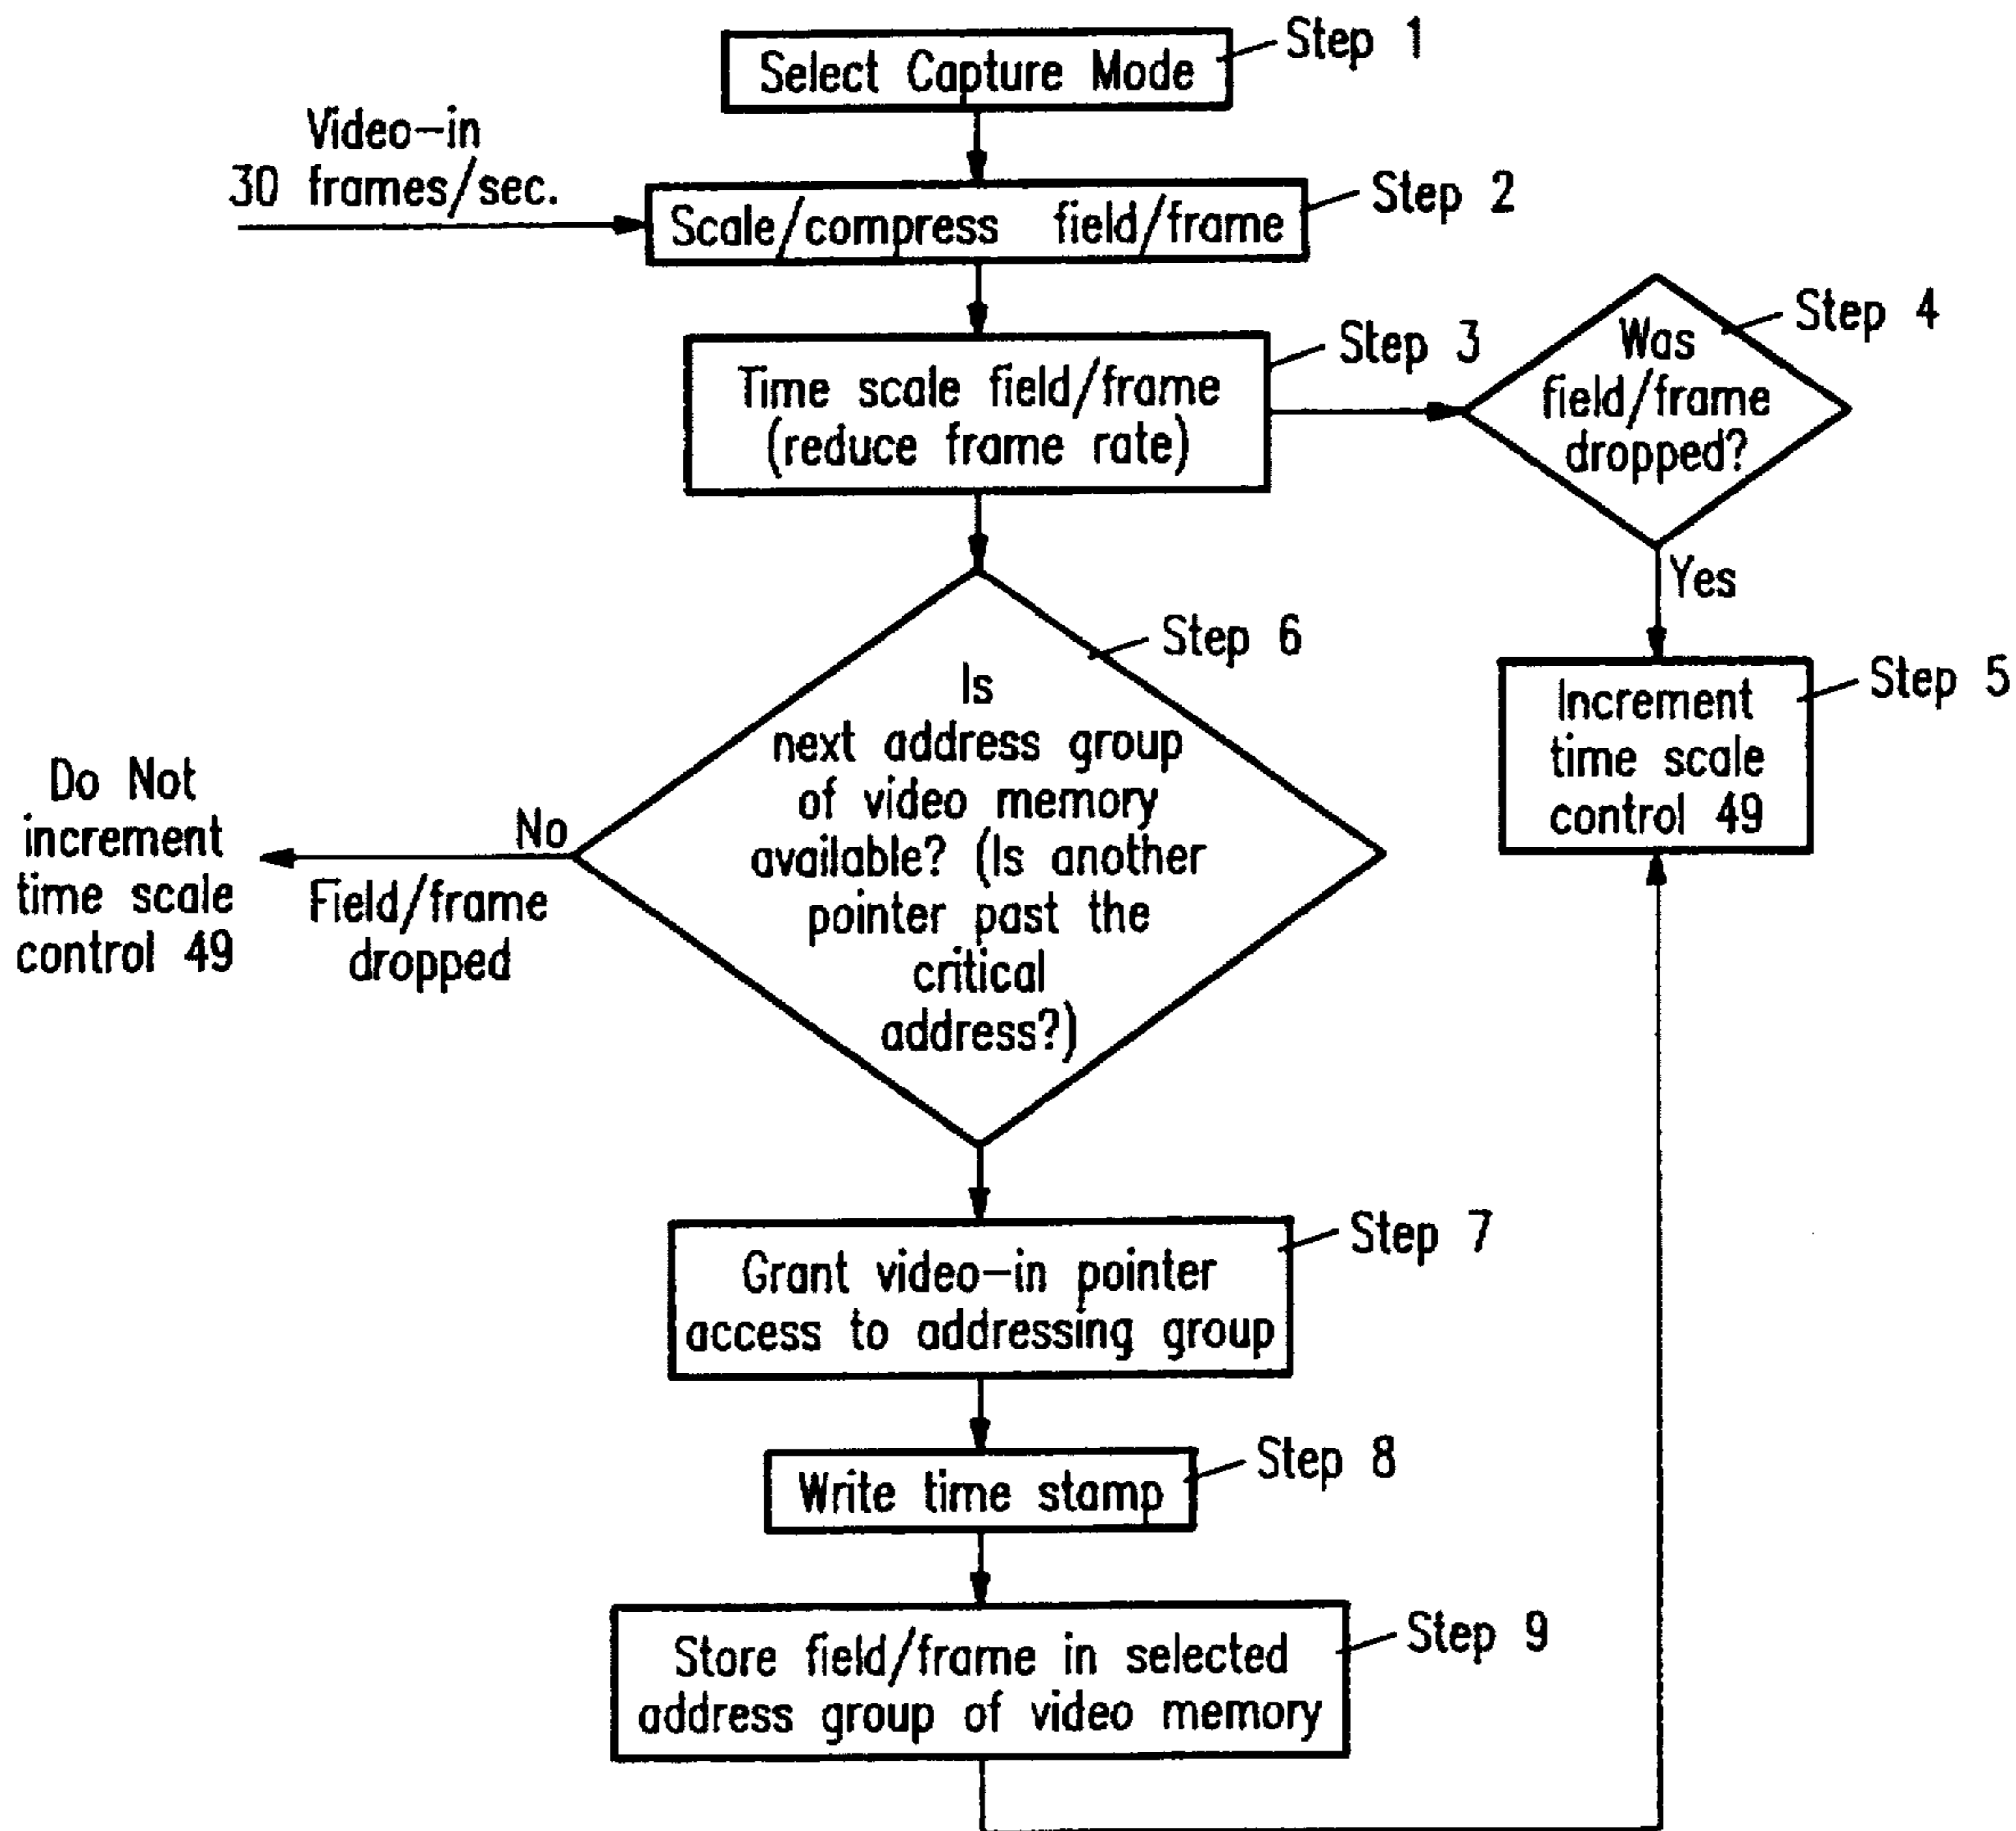 Select Capture Mode
Step 1
Video-in
30 frames/sec.
Scale/compress field/frame
Step 2
Time scale field/frame
(reduce frame rate)
Step 3
Was
field/frame
dropped?
Step 4
Yes
Increment
time scale
control 49
Step 5
Is
next address group
of video memory
available? (Is another
pointer past the
critical
address?)
Step 6
No
Field/frame
dropped
Do Not
increment
time scale
control 49
Grant video-in pointer
access to addressing group
Step 7
Write time stamp
Step 8
Store field/frame in selected
address group of video memory
Step 9